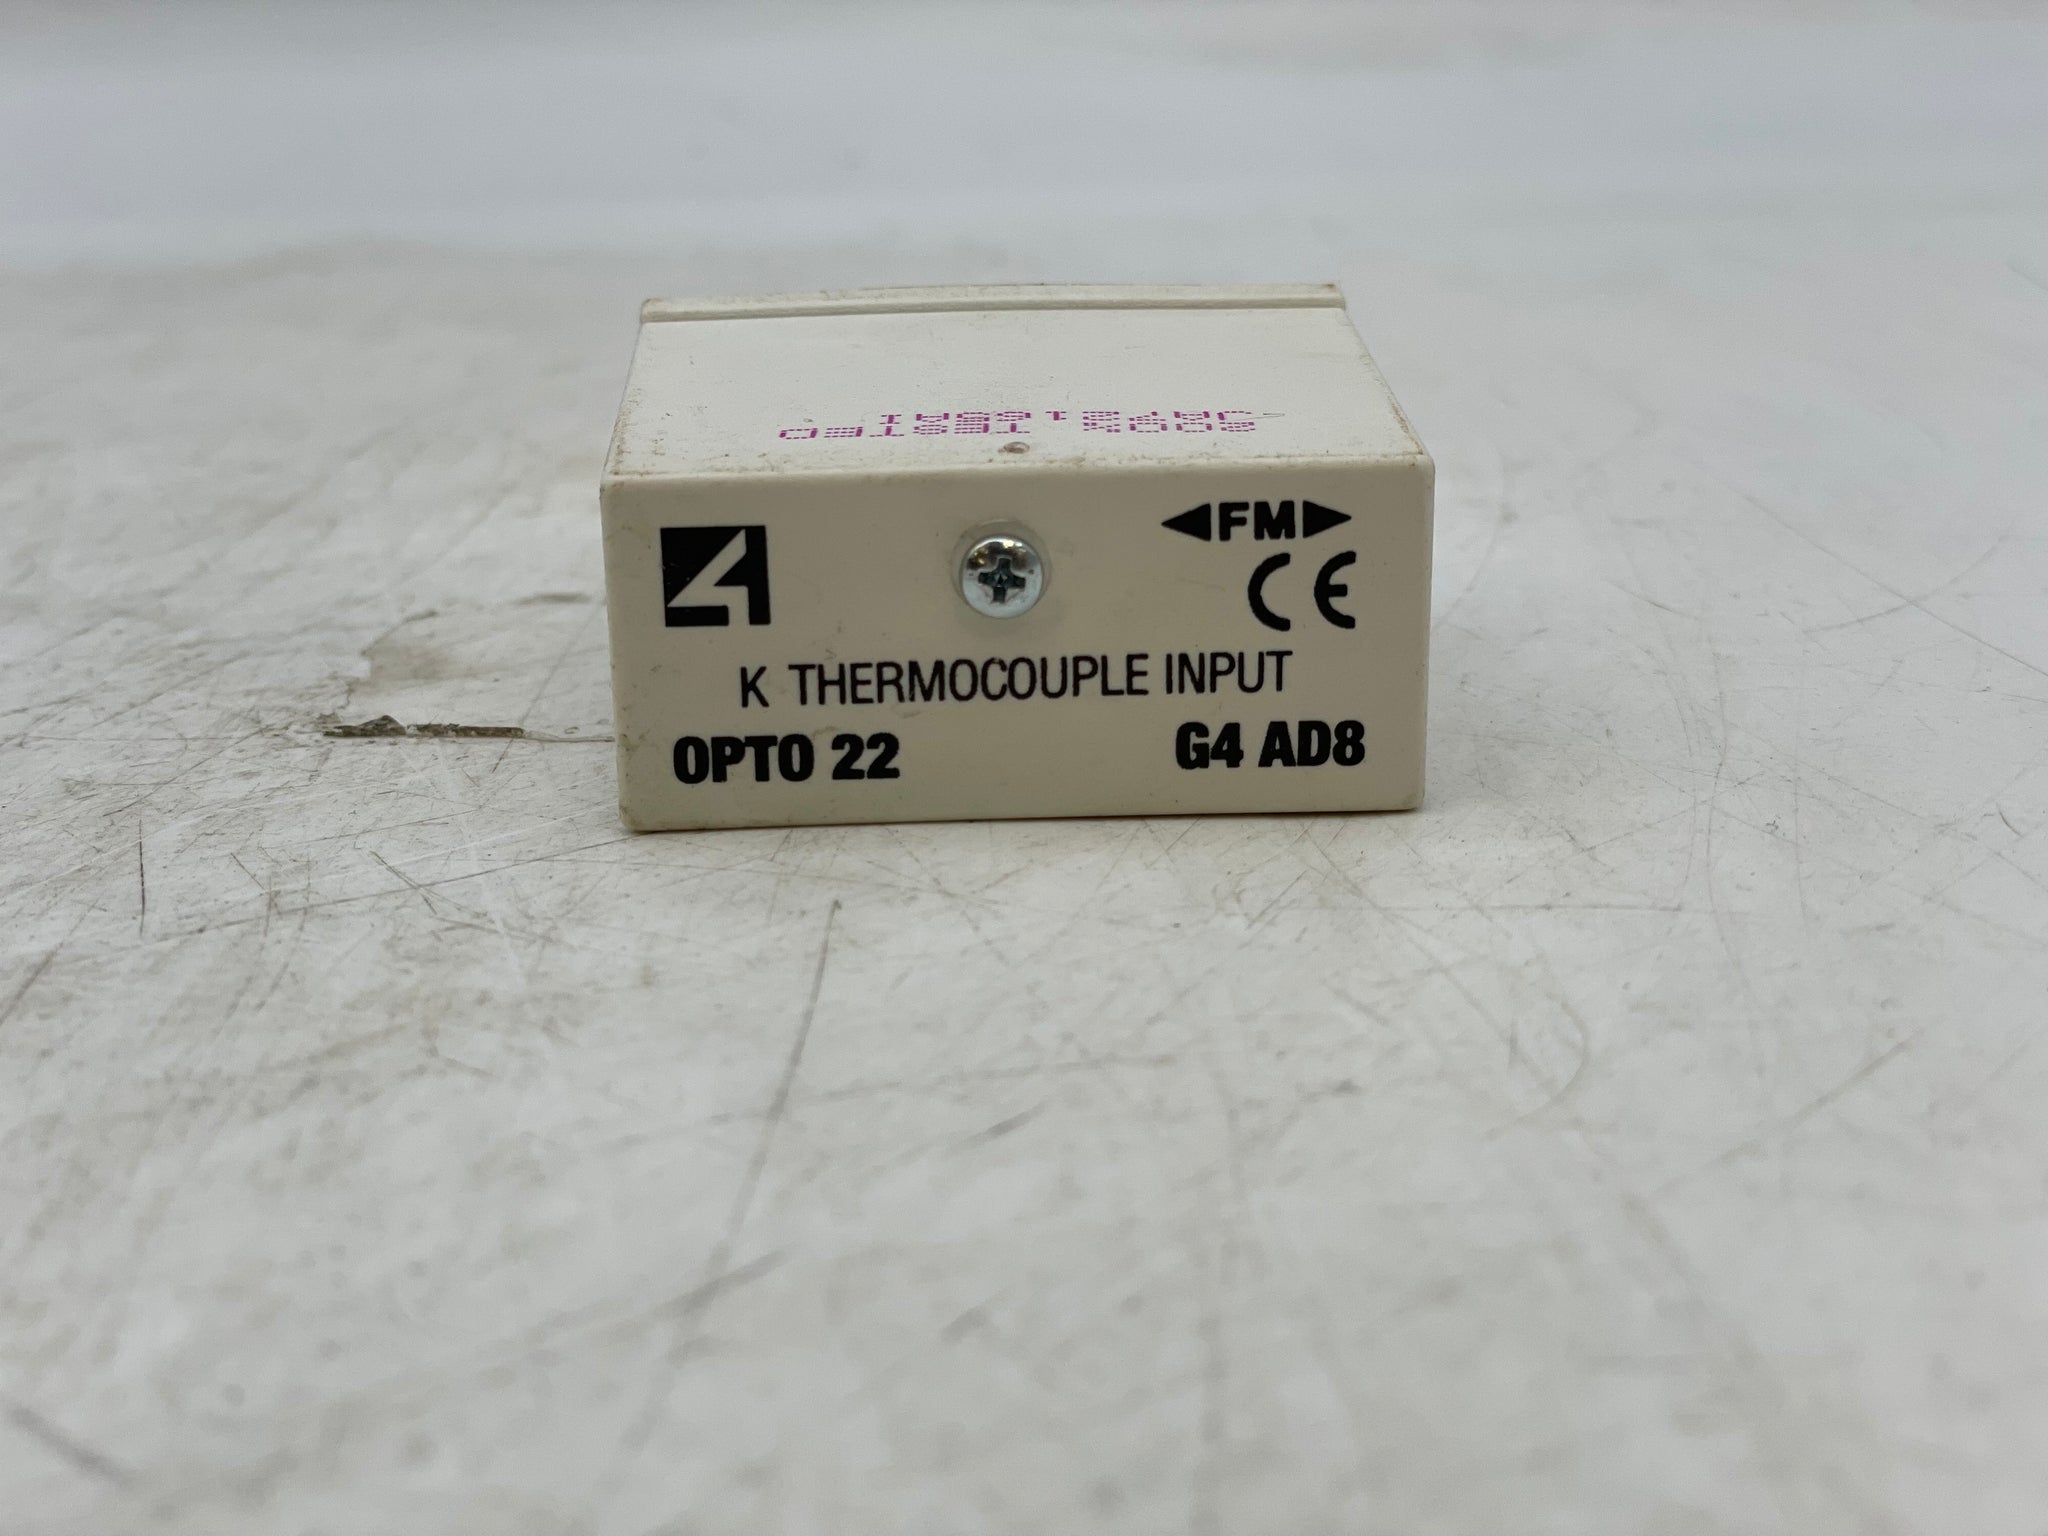 FM
CE
K THERMOCOUPLE INPUT
OPTO 22 G4 AD8